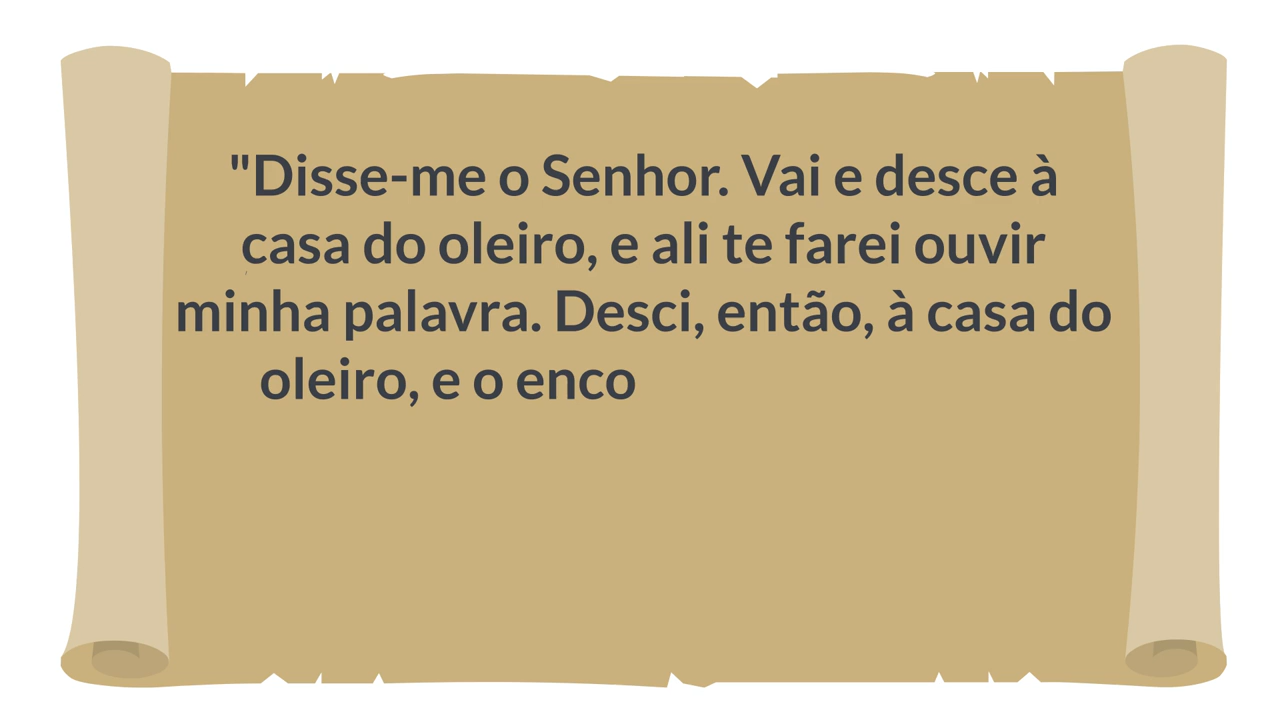 "Disse-me o Senhor. Vai e desce à
casa do oleiro, e ali te farei ouvir
minha palavra. Desci, então, à casa do
oleiro, e o enco